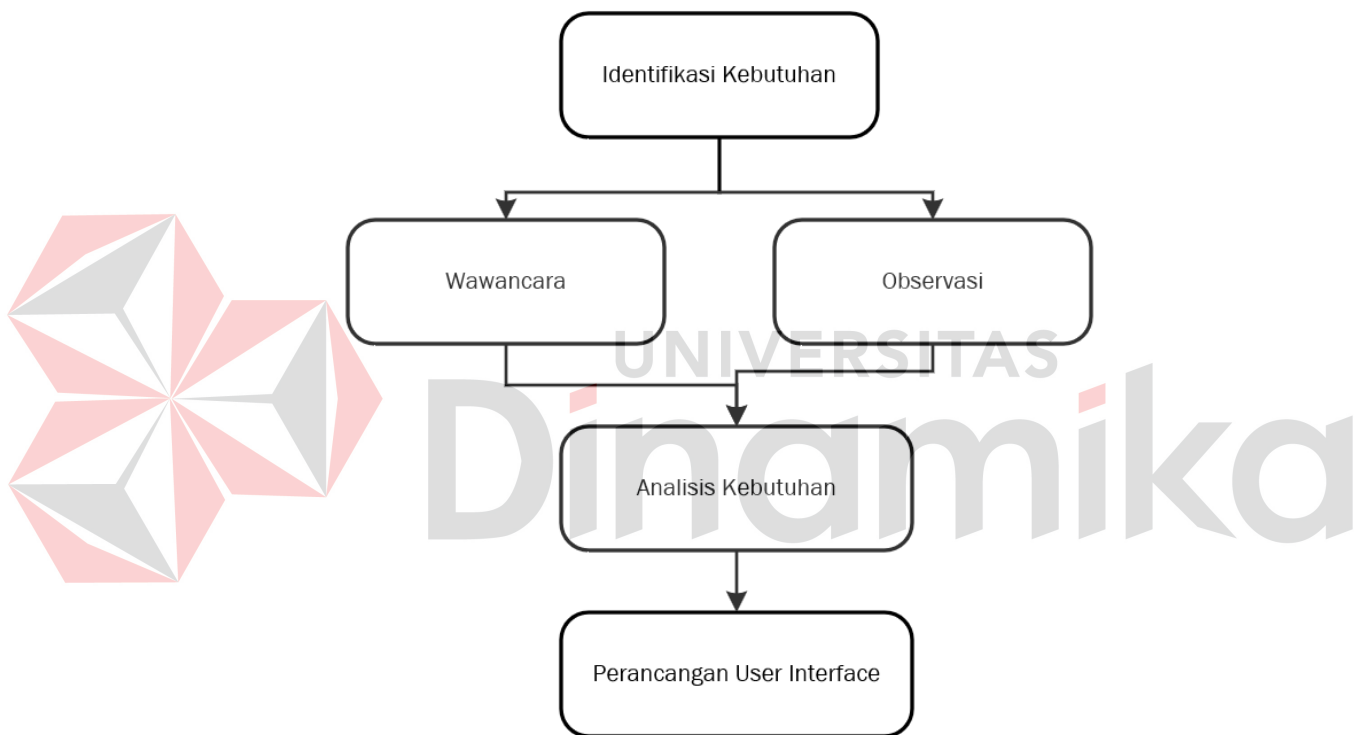 Identifikasi Kebutuhan
Wawancara
Observasi
UNIVERSITAS
Dinamika
Analisis Kebutuhan
Perancangan User Interface